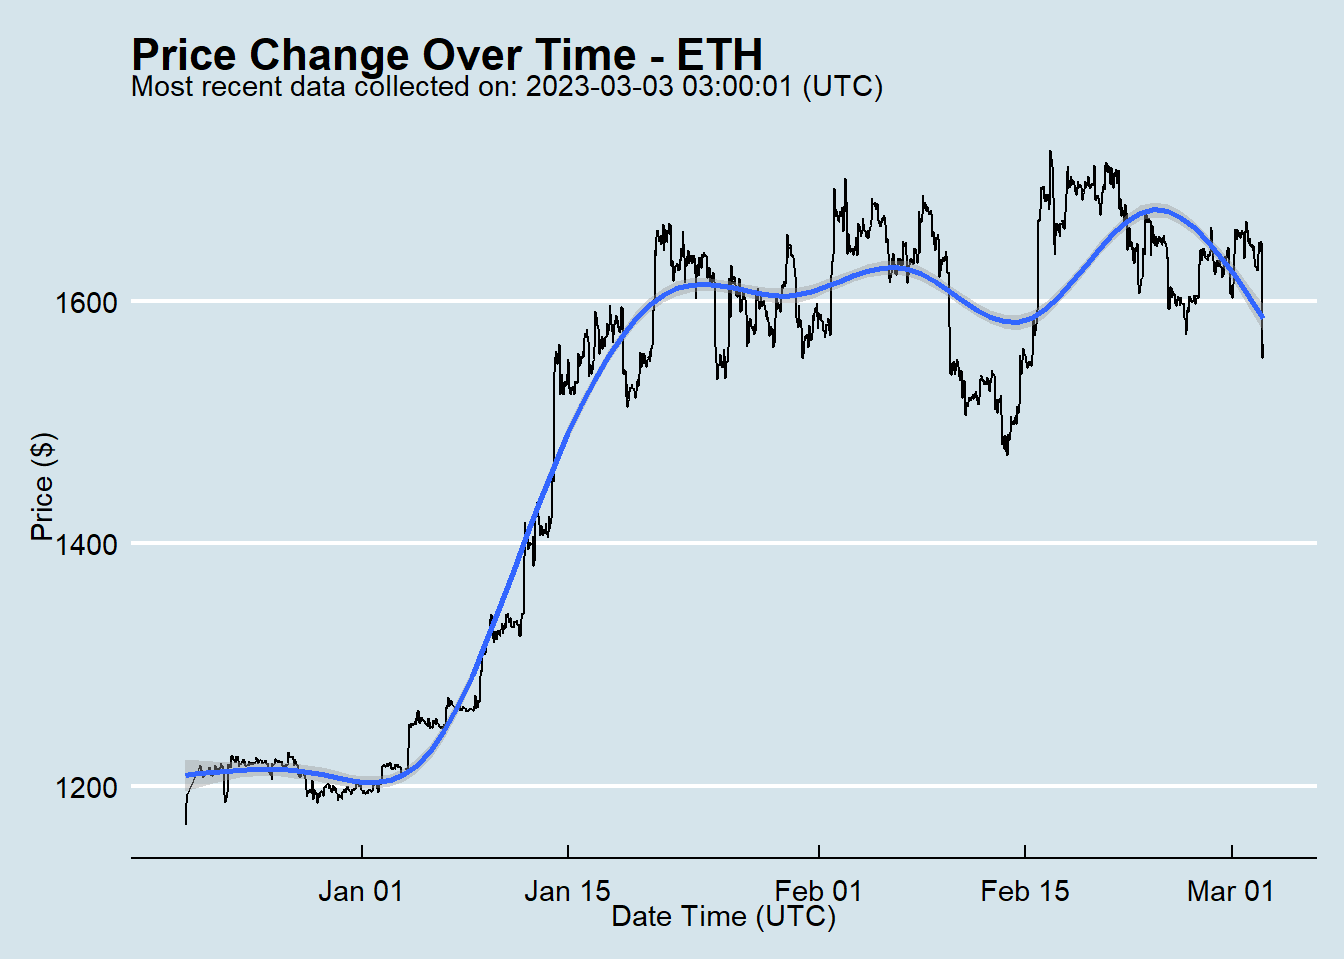 Price Change Over Time - ETH
Most recent data collected on: 2023-03-03 03:00:01 (UTC)
Price ($)
1600
1400
1200
Jan 01
Jan 15
Feb 01
Feb 15
Mar 01
Date Time (UTC)